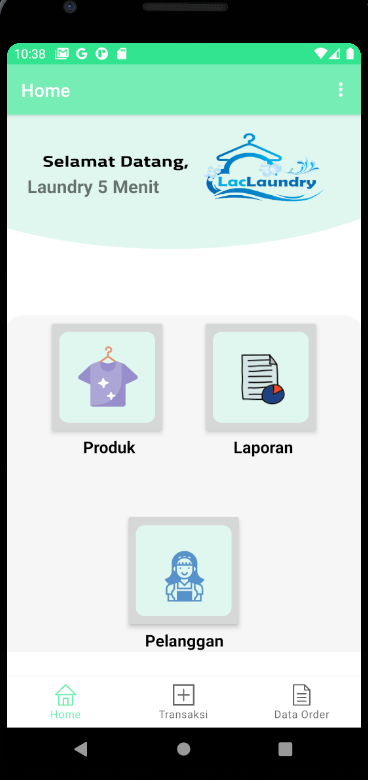 10:38
Home
Selamat Datang,
Laundry 5 Menit
LacLaundry
Produk
Laporan
Pelanggan
Home
Transaksi
Data Order